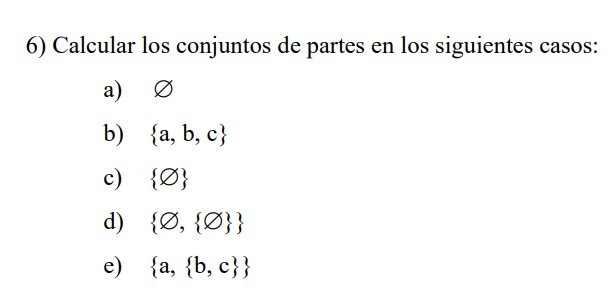 6) Calcular los conjuntos de partes en los siguientes casos:
a) ∅
b) {a, b, c}
c) {∅}
d) {∅, {∅}}
e) {a, {b, c}}